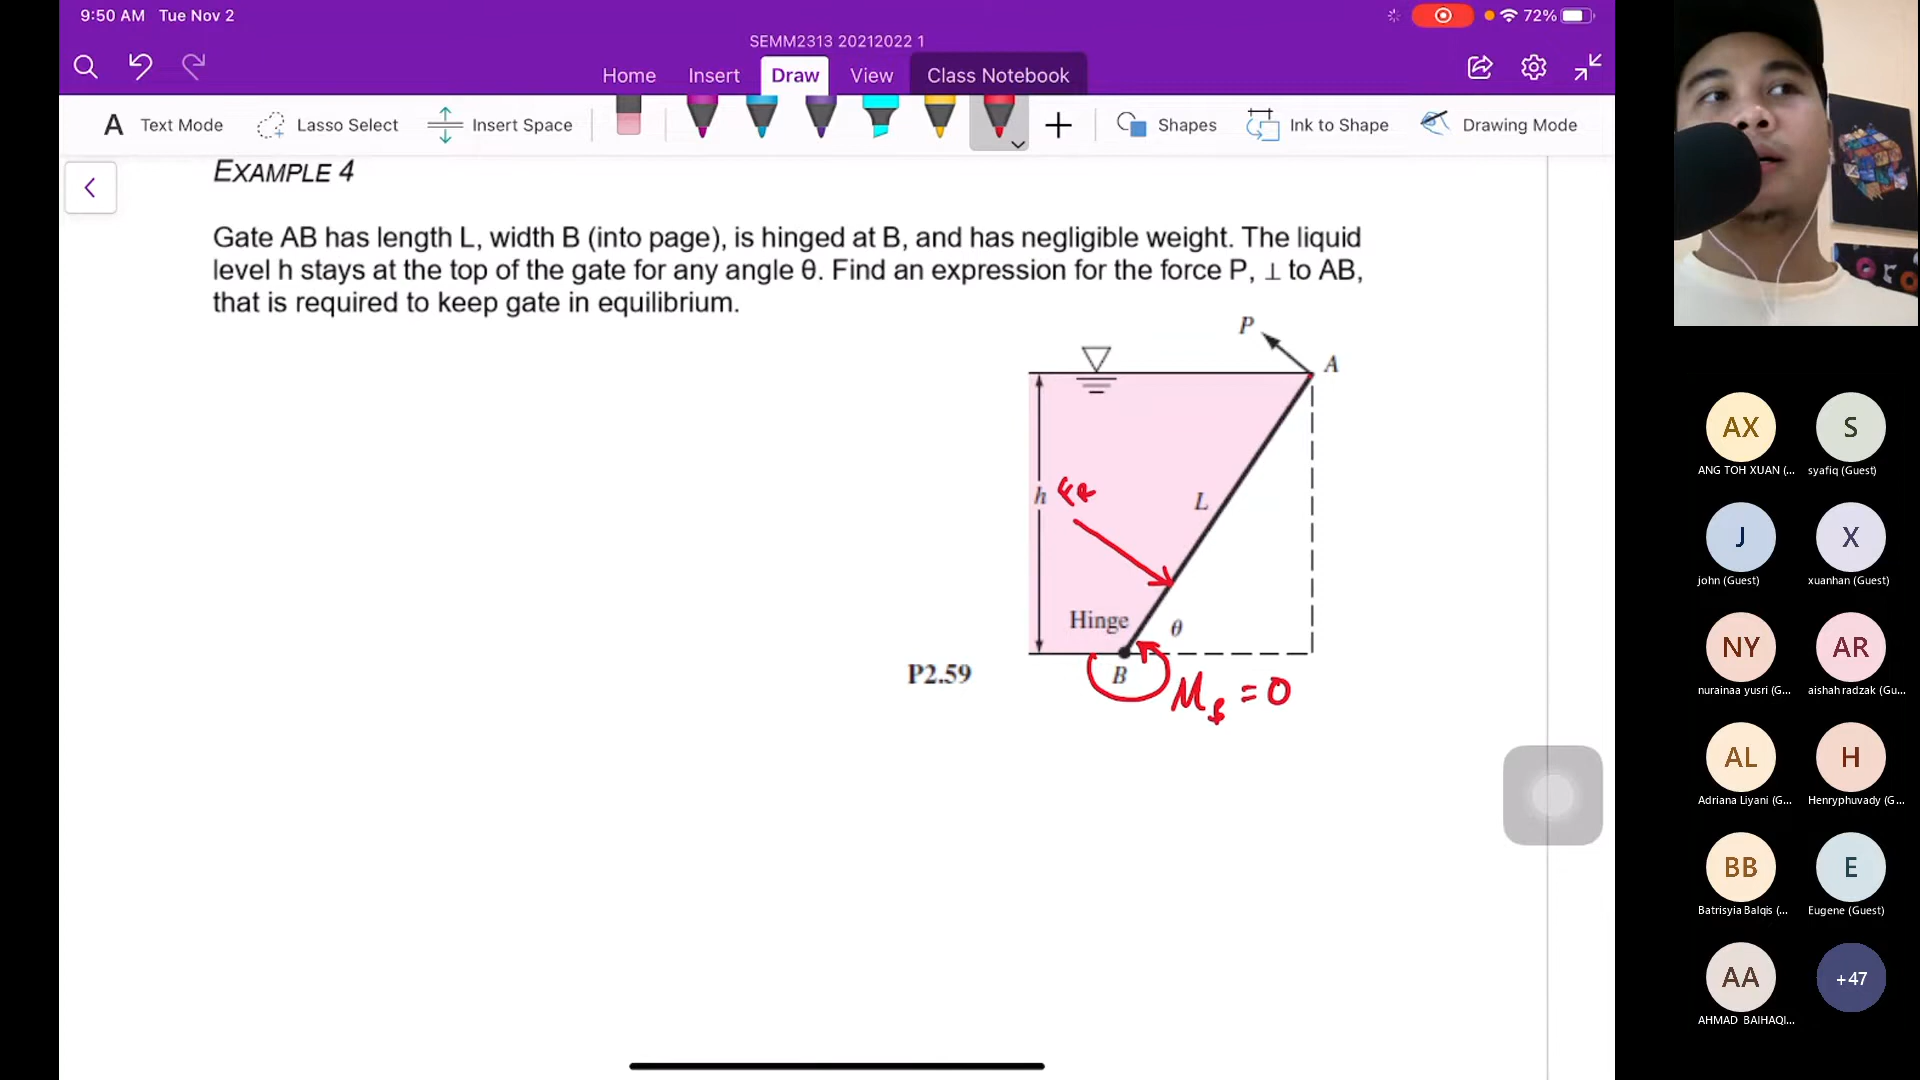 9:50 AM Tue Nov 2
72%
SEMM2313 20212022 1
Home Insert Draw View Class Notebook
A Text Mode Lasso Select Insert Space Shapes Ink to Shape Drawing Mode
EXAMPLE 4
Gate AB has length L, width B (into page), is hinged at B, and has negligible weight. The liquid
level h stays at the top of the gate for any angle θ. Find an expression for the force P, ⊥ to AB,
that is required to keep gate in equilibrium.
P
A
h FR
L
Hinge
θ
P2.59
B
M_B = 0
AX S
ANG TOH XUAN (... syafiq (Guest)
J X
john (Guest) xuanhan (Guest)
NY AR
nurainaa yusri (G... aishah radzak (Gu...
AL H
Adriana Liyani (G... Henryphuvady (G...
BB E
Batrisyia Balqis (... Eugene (Guest)
AA +47
AHMAD BAIHAQI...